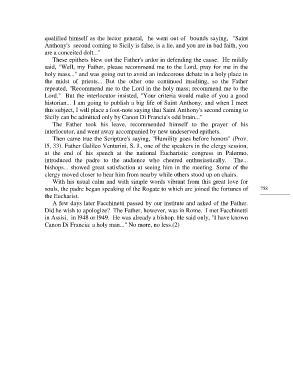 qualified himself as the lector general, he went out of bounds saying, "Saint
Anthony's second coming to Sicily is false, is a lie, and you are in bad faith, you
are a conceited dolt..."
These epithets blew out the Father's ardor in defending the cause. He mildly
said, "Well, my Father, please recommend me to the Lord, pray for me in the
holy mass..." and was going out to avoid an indecorous debate in a holy place in
the midst of priests... But the other one continued insulting, so the Father
repeated, "Recommend me to the Lord in the holy mass; recommend me to the
Lord." But the interlocutor insisted, "Your criteria would make of you a good
historian... I am going to publish a big life of Saint Anthony, and when I meet
this subject, I will place a foot-note saying that Saint Anthony's second coming to
Sicily can be admitted only by Canon Di Francia's odd brain..."
The Father took his leave, recommended himself to the prayer of his
interlocutor, and went away accompanied by new undeserved epithets.
Then came true the Scripture's saying, "Humility goes before honors" (Prov.
15, 33). Father Galileo Venturini, S. J., one of the speakers in the clergy session,
at the end of his speech at the national Eucharistic congress in Palermo,
introduced the padre to the audience who cheered enthusiastically. The...
bishops... showed great satisfaction at seeing him in the meeting. Some of the
clergy moved closer to hear him from nearby while others stood up on chairs.
With his usual calm and with simple words vibrant from this great love for
souls, the padre began speaking of the Rogate to which are joined the fortunes of
the Eucharist.
A few days later Facchinetti passed by our institute and asked of the Father.
Did he wish to apologize? The Father, however, was in Rome. I met Facchinetti
in Assisi, in 1948 or 1949. He was already a bishop. He said only, "I have known
Canon Di Francia: a holy man..." No more, no less.(2)
758